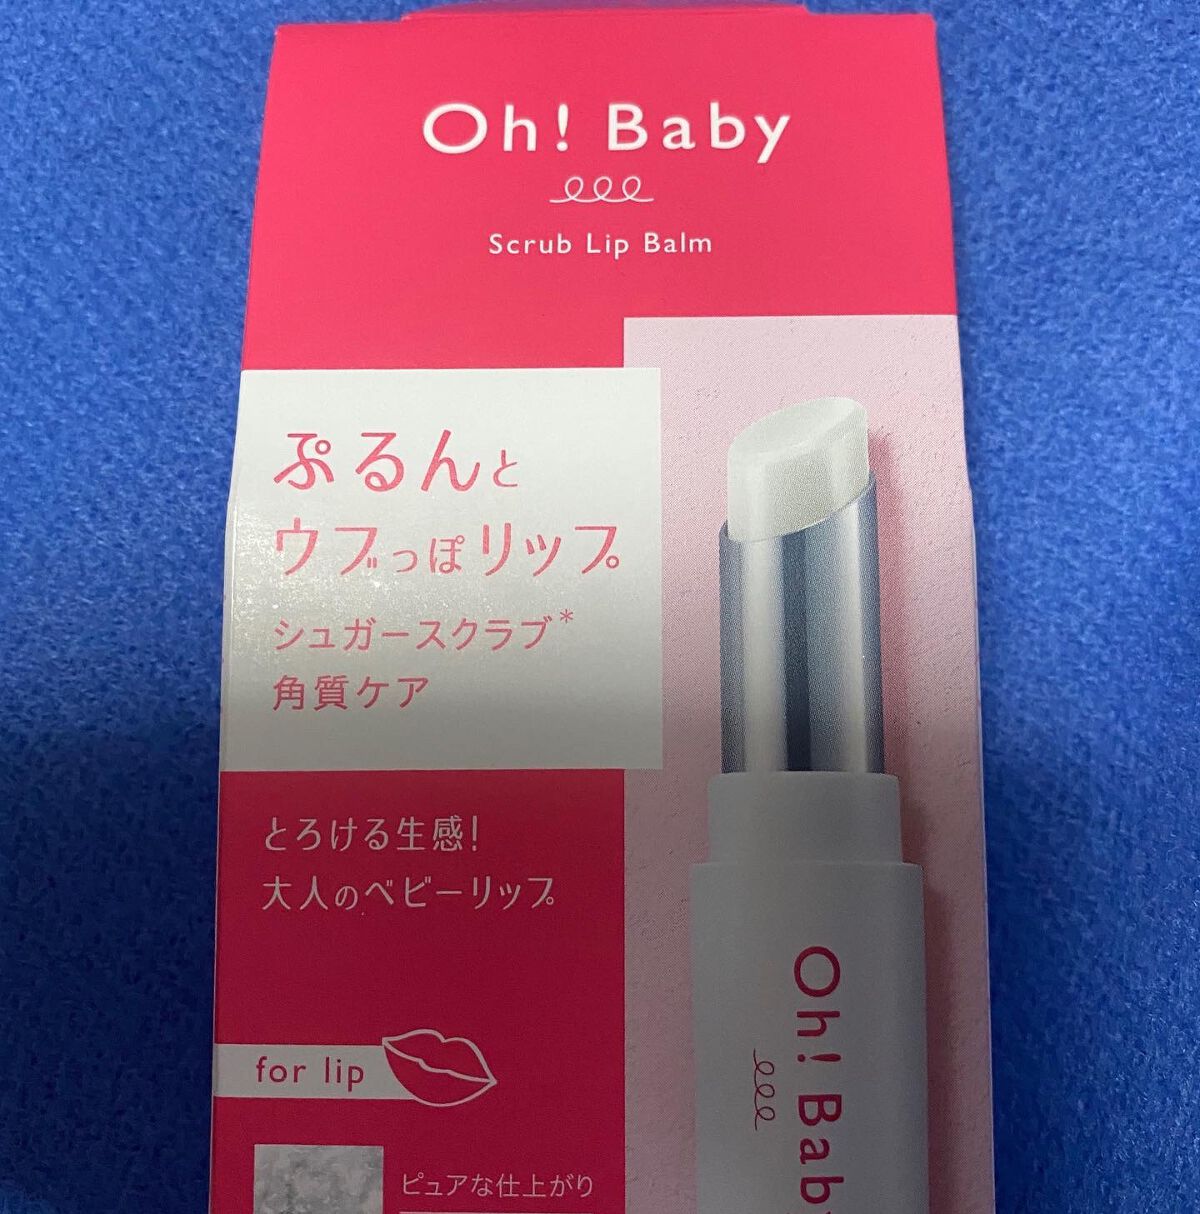 Oh! Baby
Scrub Lip Balm
ぷるんと
ウブっぽリップ
シュガースクラブ*
角質ケア
とろける生感!
大人のベビーリップ
for lip
ピュアな仕上がり
Oh! Baby